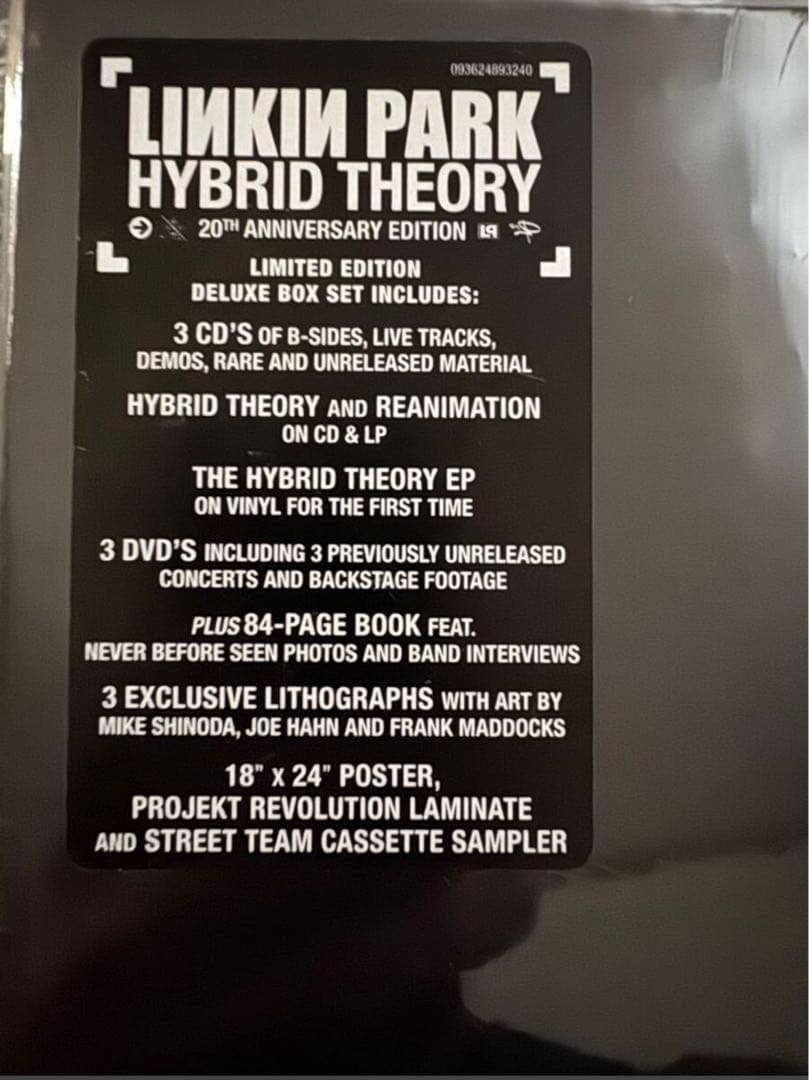 093624893240
LINKIN PARK
HYBRID THEORY
20TH ANNIVERSARY EDITION LP
LIMITED EDITION
DELUXE BOX SET INCLUDES:
3 CD'S OF B-SIDES, LIVE TRACKS,
DEMOS, RARE AND UNRELEASED MATERIAL
HYBRID THEORY AND REANIMATION
ON CD & LP
THE HYBRID THEORY EP
ON VINYL FOR THE FIRST TIME
3 DVD'S INCLUDING 3 PREVIOUSLY UNRELEASED
CONCERTS AND BACKSTAGE FOOTAGE
PLUS 84-PAGE BOOK FEAT.
NEVER BEFORE SEEN PHOTOS AND BAND INTERVIEWS
3 EXCLUSIVE LITHOGRAPHS WITH ART BY
MIKE SHINODA, JOE HAHN AND FRANK MADDOCKS
18" X 24" POSTER,
PROJEKT REVOLUTION LAMINATE
AND STREET TEAM CASSETTE SAMPLER